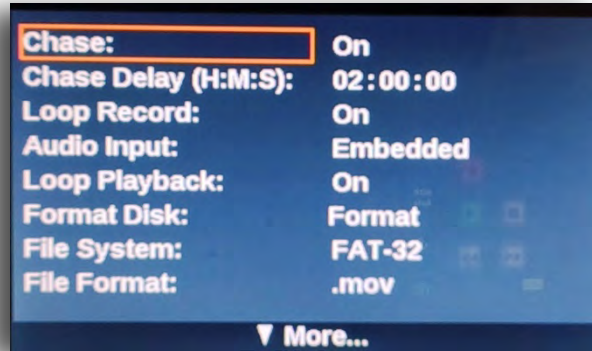 Chase: On
Chase Delay (H:M:S): 02:00:00
Loop Record: On
Audio Input: Embedded
Loop Playback: On
Format Disk: Format
File System: FAT-32
File Format: .mov
▼ More...